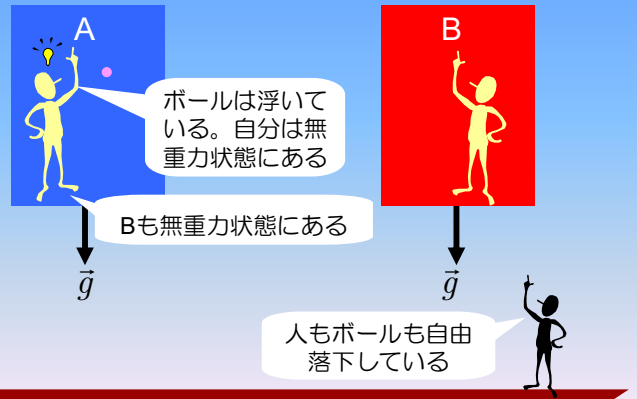 A
B
ボールは浮いて
いる。自分は無
重力状態にある
Bも無重力状態にある
g⃗
g⃗
人もボールも自由
落下している